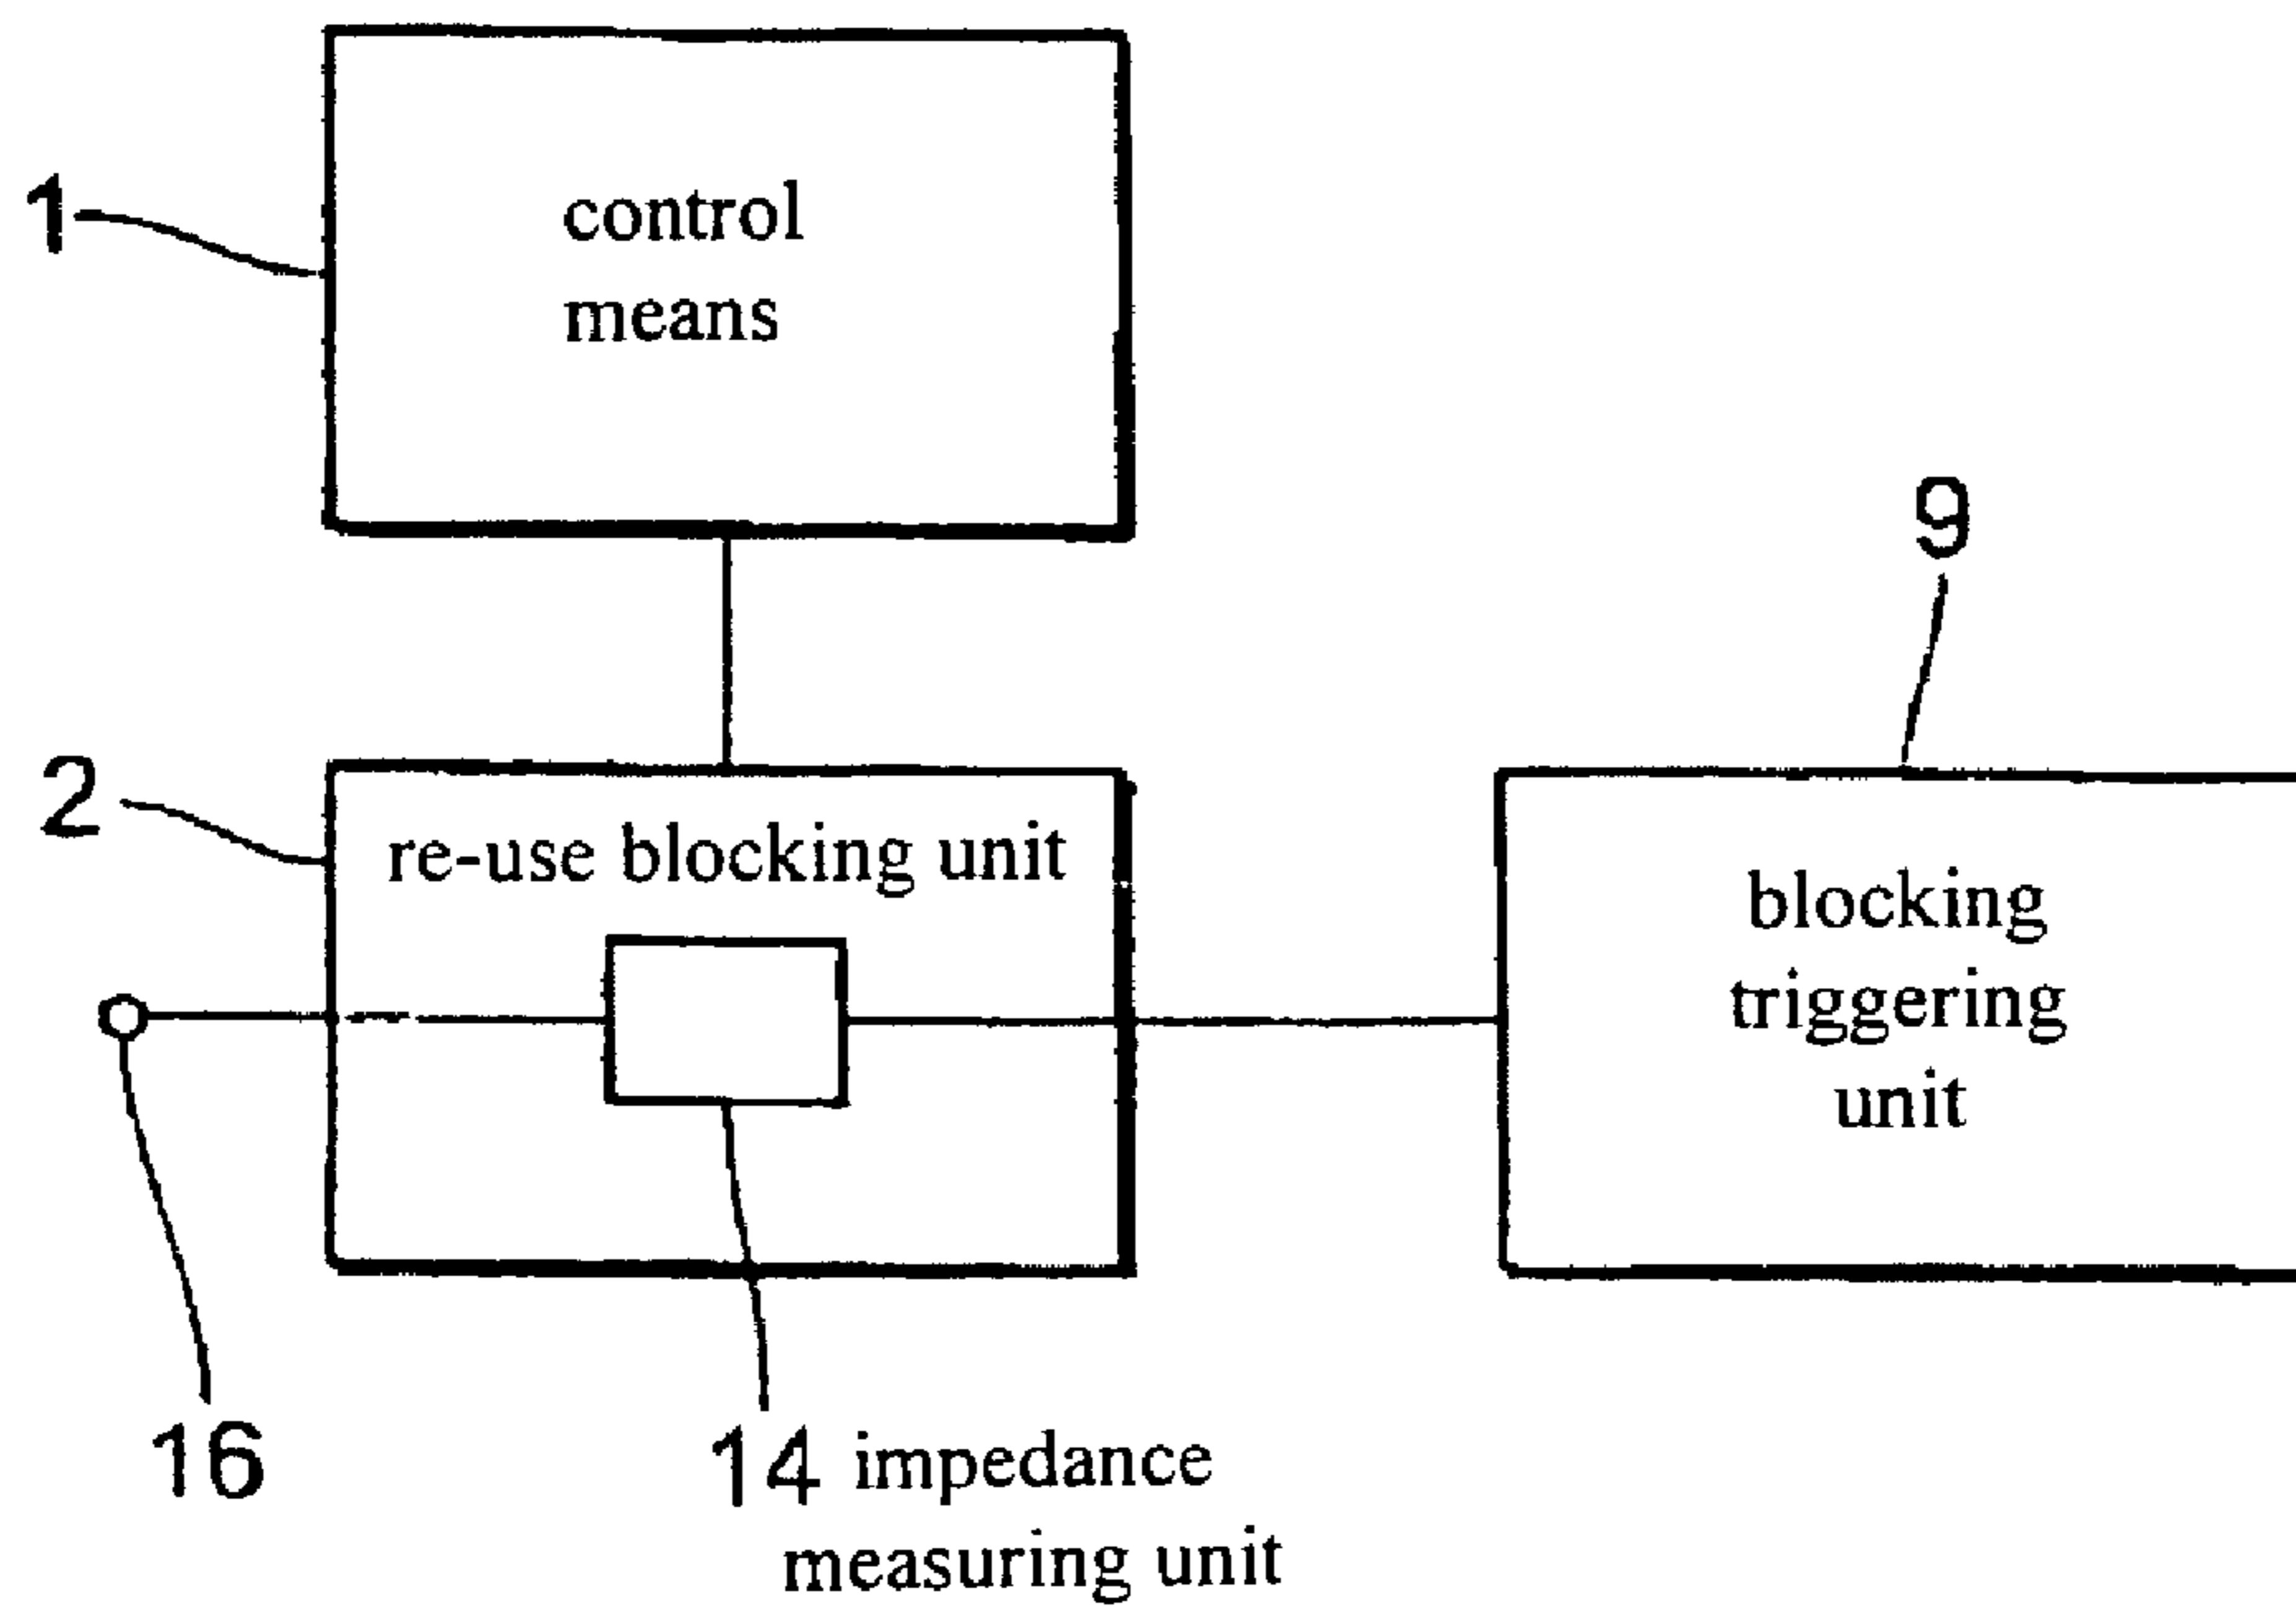 1
control
means
9
2
re-use blocking unit
blocking
triggering
unit
16
14 impedance
measuring unit